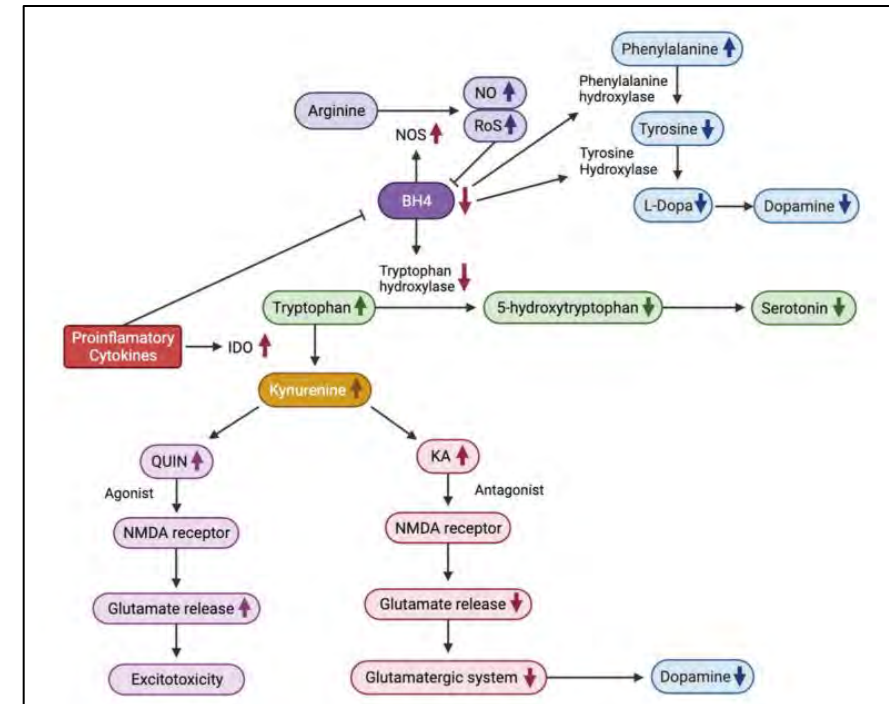 Phenylalanine
Phenylalanine
hydroxylase
NO
Arginine
RoS
NOS
Tyrosine
Tyrosine
Hydroxylase
BH4
L-Dopa
Dopamine
Tryptophan
hydroxylase
Tryptophan
5-hydroxytryptophan
Serotonin
Proinflamatory
Cytokines
IDO
Kynurenine
QUIN
KA
Agonist
Antagonist
NMDA receptor
NMDA receptor
Glutamate release
Glutamate release
Excitotoxicity
Glutamatergic system
Dopamine